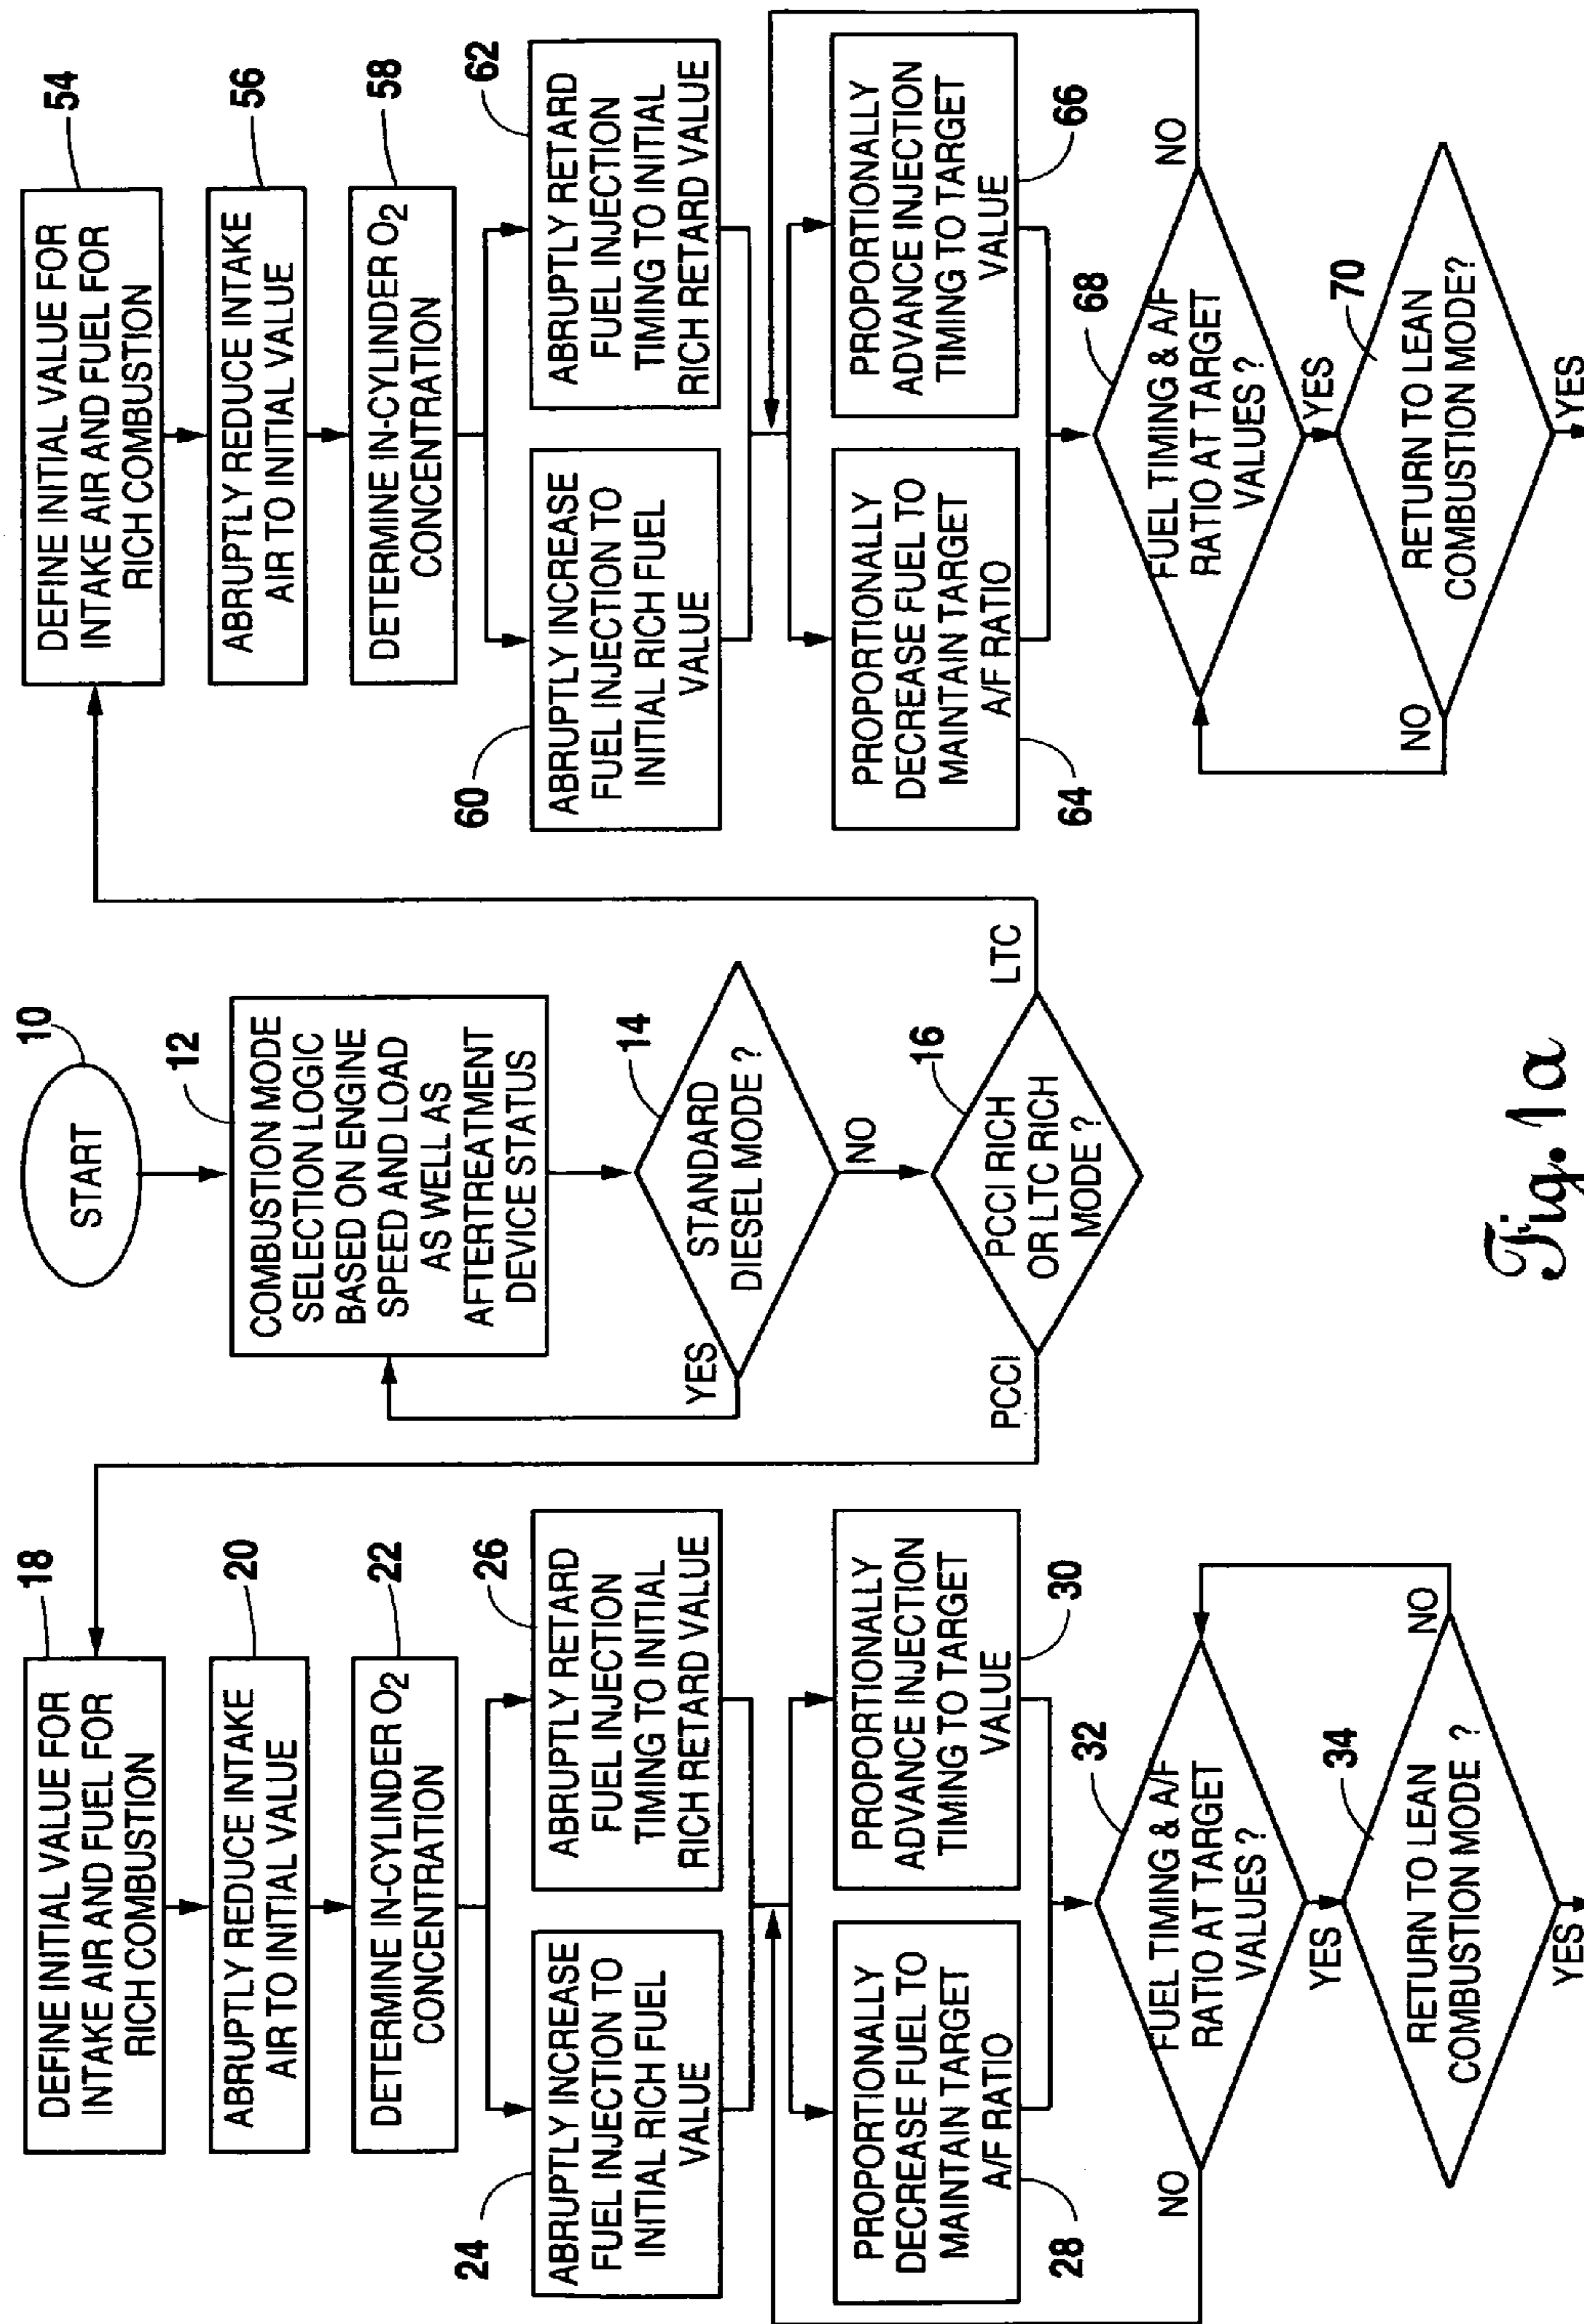 18
DEFINE INITIAL VALUE FOR
INTAKE AIR AND FUEL FOR
RICH COMBUSTION
20
ABRUPTLY REDUCE INTAKE
AIR TO INITIAL VALUE
22
DETERMINE IN-CYLINDER O2
CONCENTRATION
24
ABRUPTLY INCREASE
FUEL INJECTION TO
INITIAL RICH FUEL
VALUE
26
ABRUPTLY RETARD
FUEL INJECTION
TIMING TO INITIAL
RICH RETARD VALUE
28
PROPORTIONALLY
DECREASE FUEL TO
MAINTAIN TARGET
A/F RATIO
30
PROPORTIONALLY
ADVANCE INJECTION
TIMING TO TARGET
VALUE
32
FUEL TIMING & A/F
RATIO AT TARGET
VALUES ?
NO
YES
34
RETURN TO LEAN
COMBUSTION MODE ?
NO
YES
10
START
12
COMBUSTION MODE
SELECTION LOGIC
BASED ON ENGINE
SPEED AND LOAD
AS WELL AS
AFTERTREATMENT
DEVICE STATUS
14
STANDARD
DIESEL MODE ?
YES
NO
16
PCCI RICH
OR LTC RICH
MODE ?
PCCI
LTC
54
DEFINE INITIAL VALUE FOR
INTAKE AIR AND FUEL FOR
RICH COMBUSTION
56
ABRUPTLY REDUCE INTAKE
AIR TO INITIAL VALUE
58
DETERMINE IN-CYLINDER O2
CONCENTRATION
60
ABRUPTLY INCREASE
FUEL INJECTION TO
INITIAL RICH FUEL
VALUE
62
ABRUPTLY RETARD
FUEL INJECTION
TIMING TO INITIAL
RICH RETARD VALUE
64
PROPORTIONALLY
DECREASE FUEL TO
MAINTAIN TARGET
A/F RATIO
66
PROPORTIONALLY
ADVANCE INJECTION
TIMING TO TARGET
VALUE
68
FUEL TIMING & A/F
RATIO AT TARGET
VALUES ?
NO
YES
70
RETURN TO LEAN
COMBUSTION MODE?
NO
YES
Fig. 1a